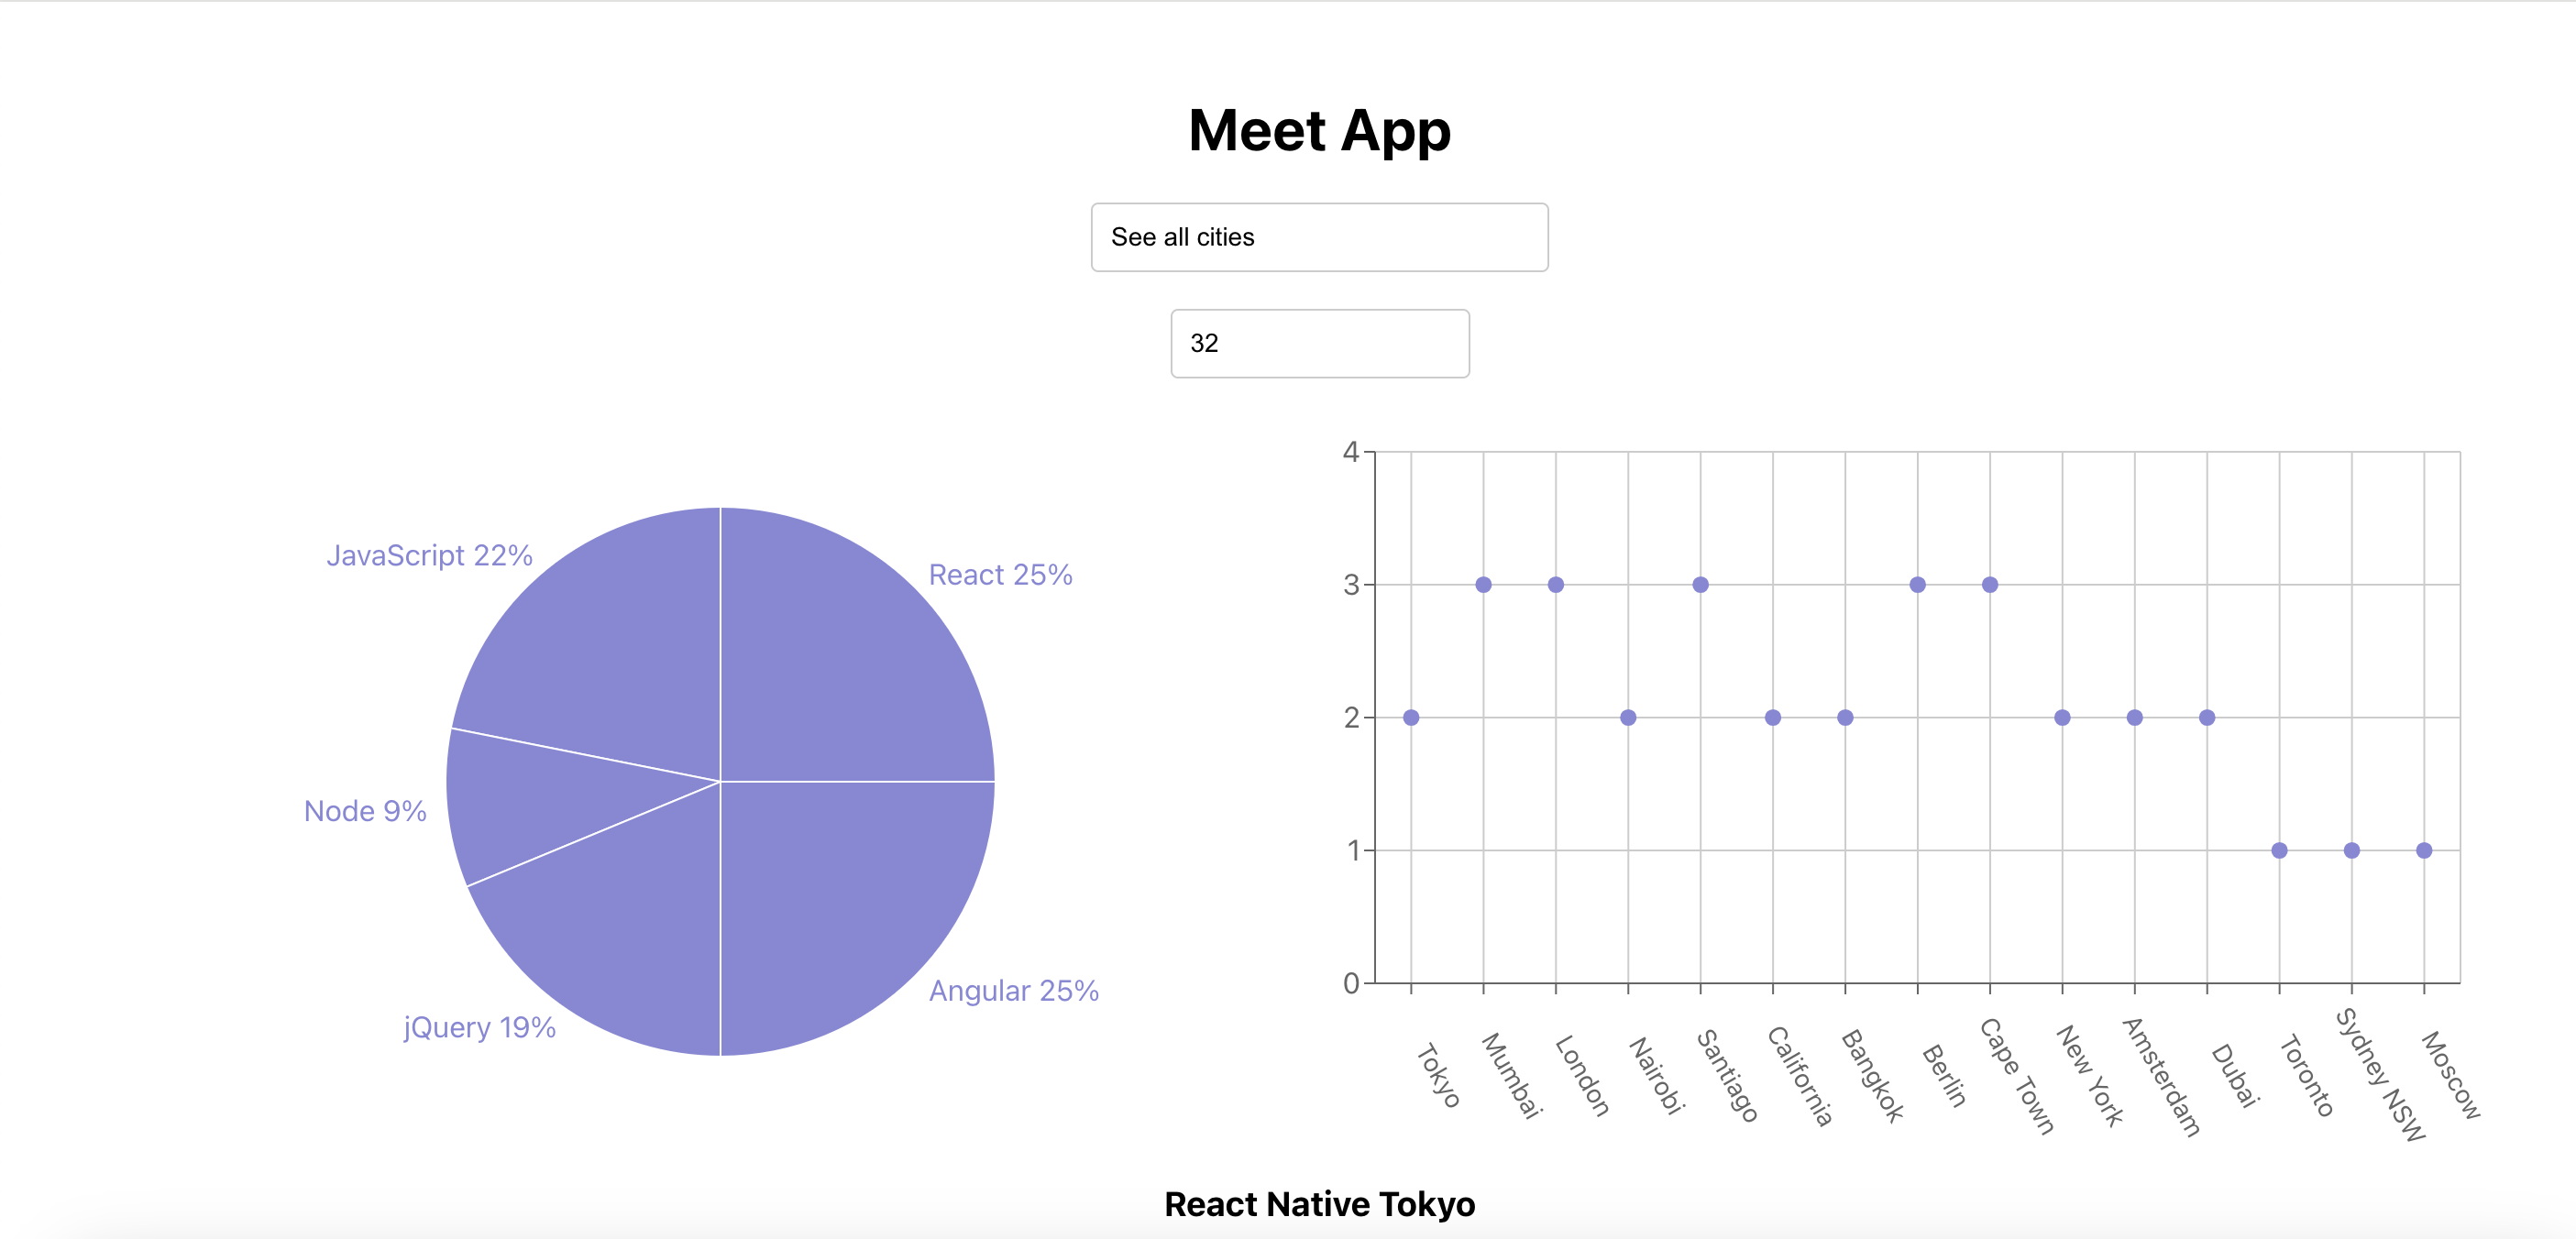 Meet App
See all cities
32
JavaScript 22%
React 25%
Node 9%
Angular 25%
jQuery 19%
4
3
2
1
0
Tokyo
Mumbai
London
Nairobi
Santiago
California
Bangkok
Berlin
Cape Town
New York
Amsterdam
Dubai
Toronto
Sydney NSW
Moscow
React Native Tokyo